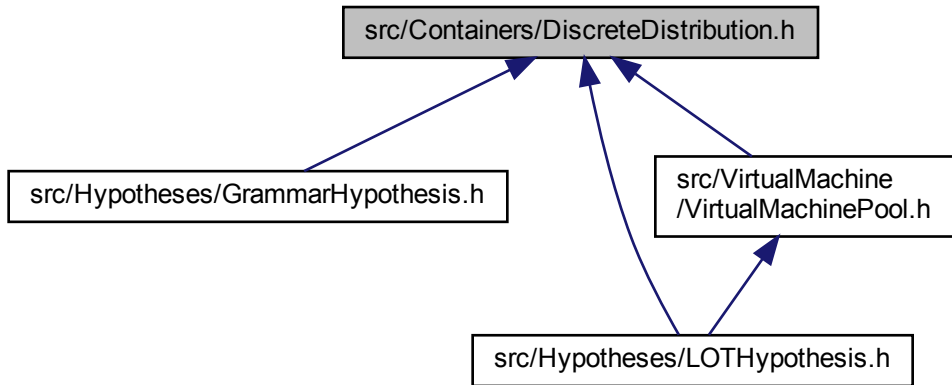 src/Containers/DiscreteDistribution.h
src/Hypotheses/GrammarHypothesis.h
src/VirtualMachine
/VirtualMachinePool.h
src/Hypotheses/LOTHypothesis.h